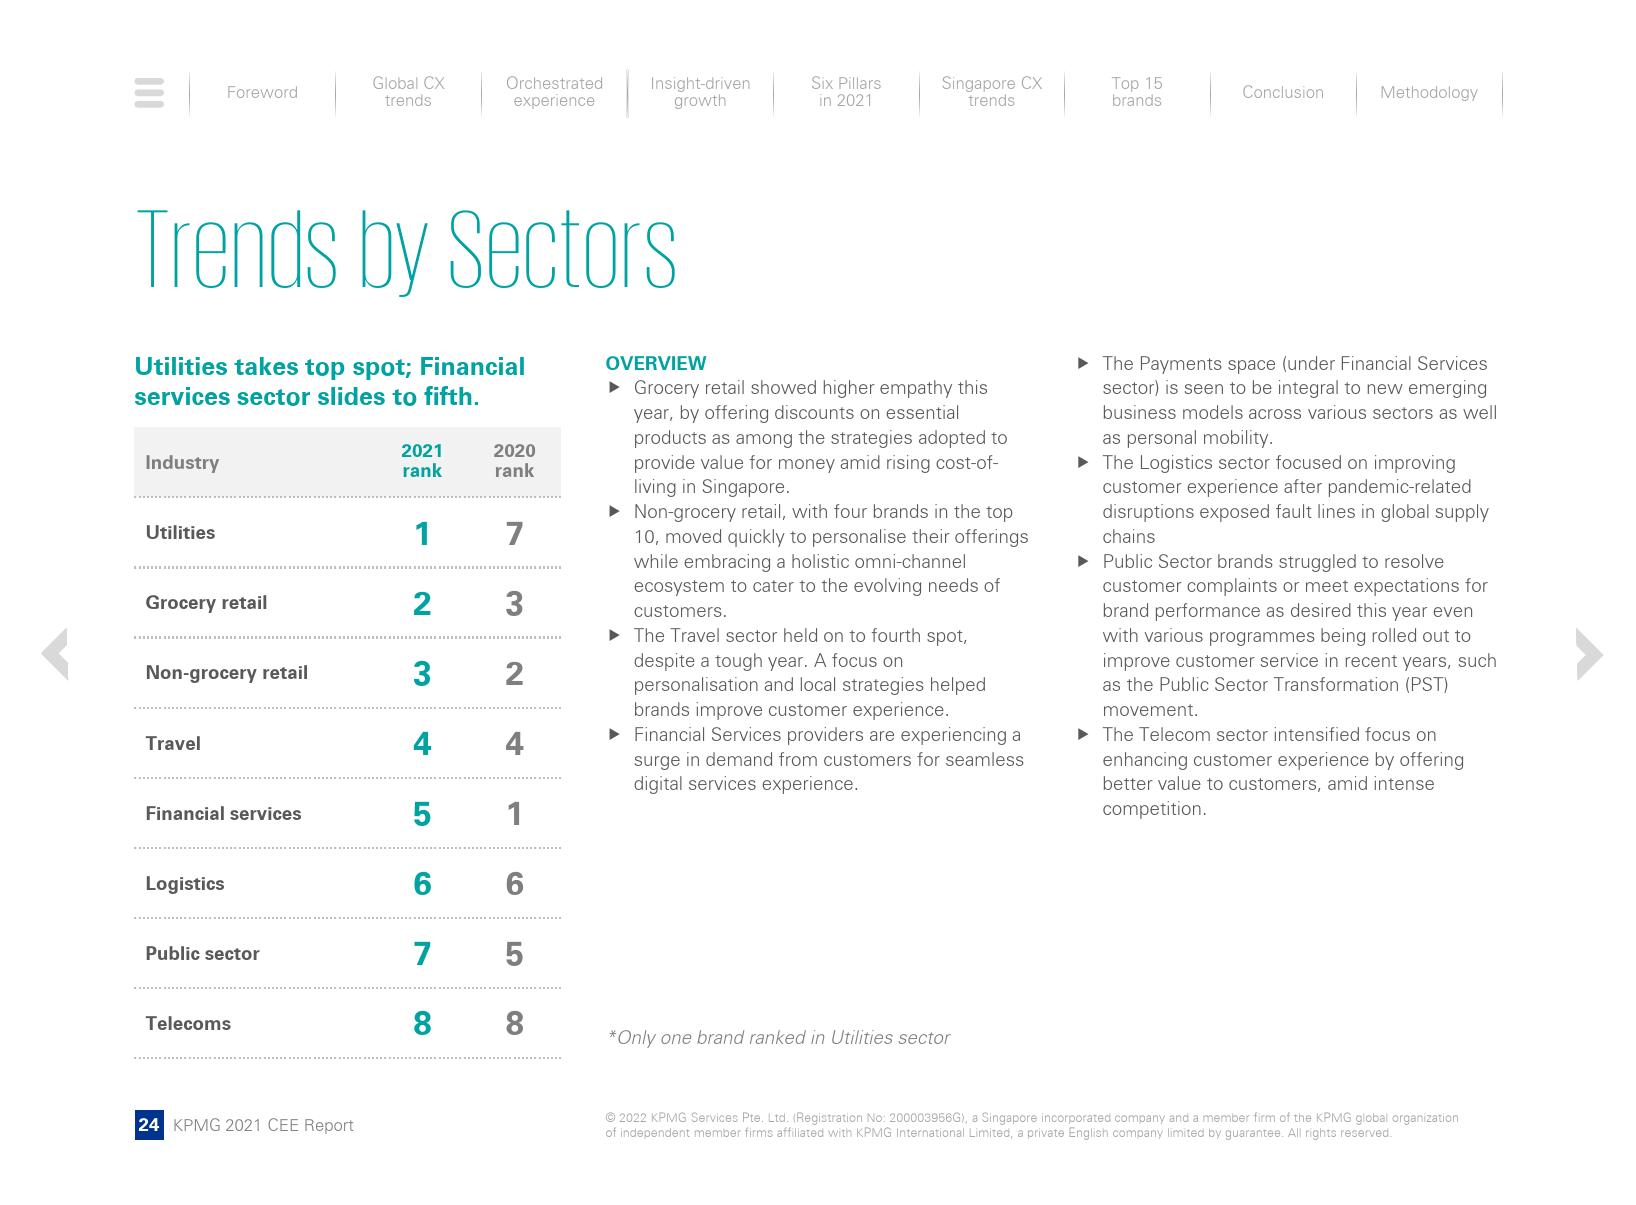 Foreword
Global CX
trends
Orchestrated
experience
Insight-driven
growth
Six Pillars
in 2021
Singapore CX
trends
Top 15
brands
Conclusion
Methodology
Trends by Sectors
Utilities takes top spot; Financial
services sector slides to fifth.
Industry 2021 rank 2020 rank
Utilities 1 7
Grocery retail 2 3
Non-grocery retail 3 2
Travel 4 4
Financial services 5 1
Logistics 6 6
Public sector 7 5
Telecoms 8 8
OVERVIEW
Grocery retail showed higher empathy this
year, by offering discounts on essential
products as among the strategies adopted to
provide value for money amid rising cost-of-
living in Singapore.
Non-grocery retail, with four brands in the top
10, moved quickly to personalise their offerings
while embracing a holistic omni-channel
ecosystem to cater to the evolving needs of
customers.
The Travel sector held on to fourth spot,
despite a tough year. A focus on
personalisation and local strategies helped
brands improve customer experience.
Financial Services providers are experiencing a
surge in demand from customers for seamless
digital services experience.
The Payments space (under Financial Services
sector) is seen to be integral to new emerging
business models across various sectors as well
as personal mobility.
The Logistics sector focused on improving
customer experience after pandemic-related
disruptions exposed fault lines in global supply
chains
Public Sector brands struggled to resolve
customer complaints or meet expectations for
brand performance as desired this year even
with various programmes being rolled out to
improve customer service in recent years, such
as the Public Sector Transformation (PST)
movement.
The Telecom sector intensified focus on
enhancing customer experience by offering
better value to customers, amid intense
competition.
*Only one brand ranked in Utilities sector
24 KPMG 2021 CEE Report
© 2022 KPMG Services Pte. Ltd. (Registration No: 200003956G), a Singapore incorporated company and a member firm of the KPMG global organization
of independent member firms affiliated with KPMG International Limited, a private English company limited by guarantee. All rights reserved.